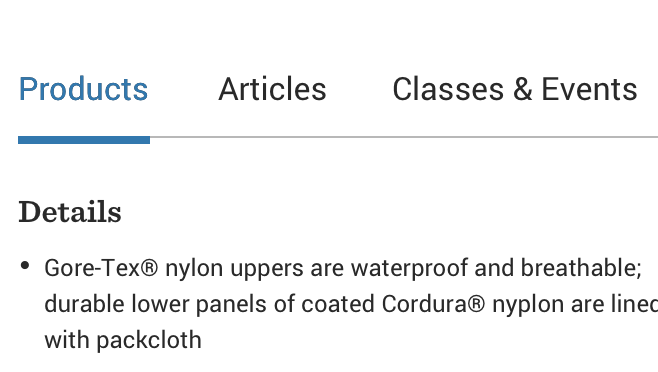 Products Articles Classes & Events
Details
• Gore-Tex® nylon uppers are waterproof and breathable;
durable lower panels of coated Cordura® nyplon are lined
with packcloth